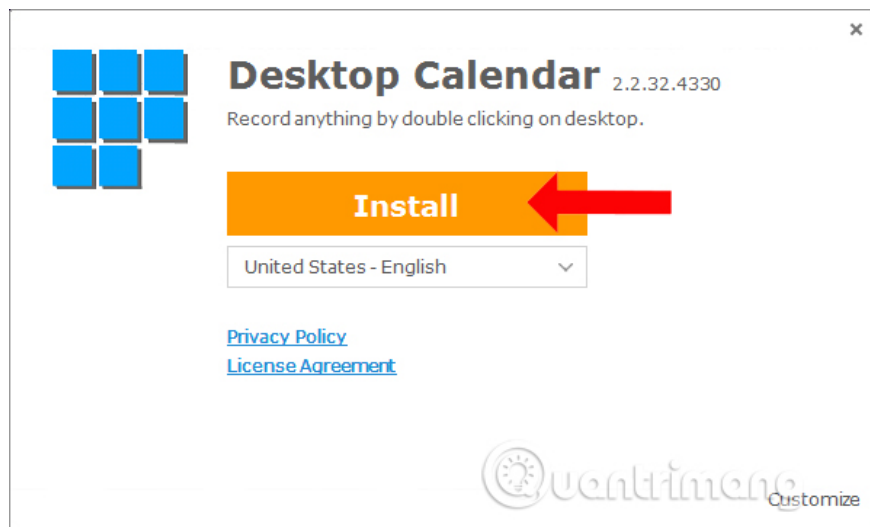 Desktop Calendar 2.2.32.4330
Record anything by double clicking on desktop.
Install
United States - English
Privacy Policy
License Agreement
Quantrimang
Customize